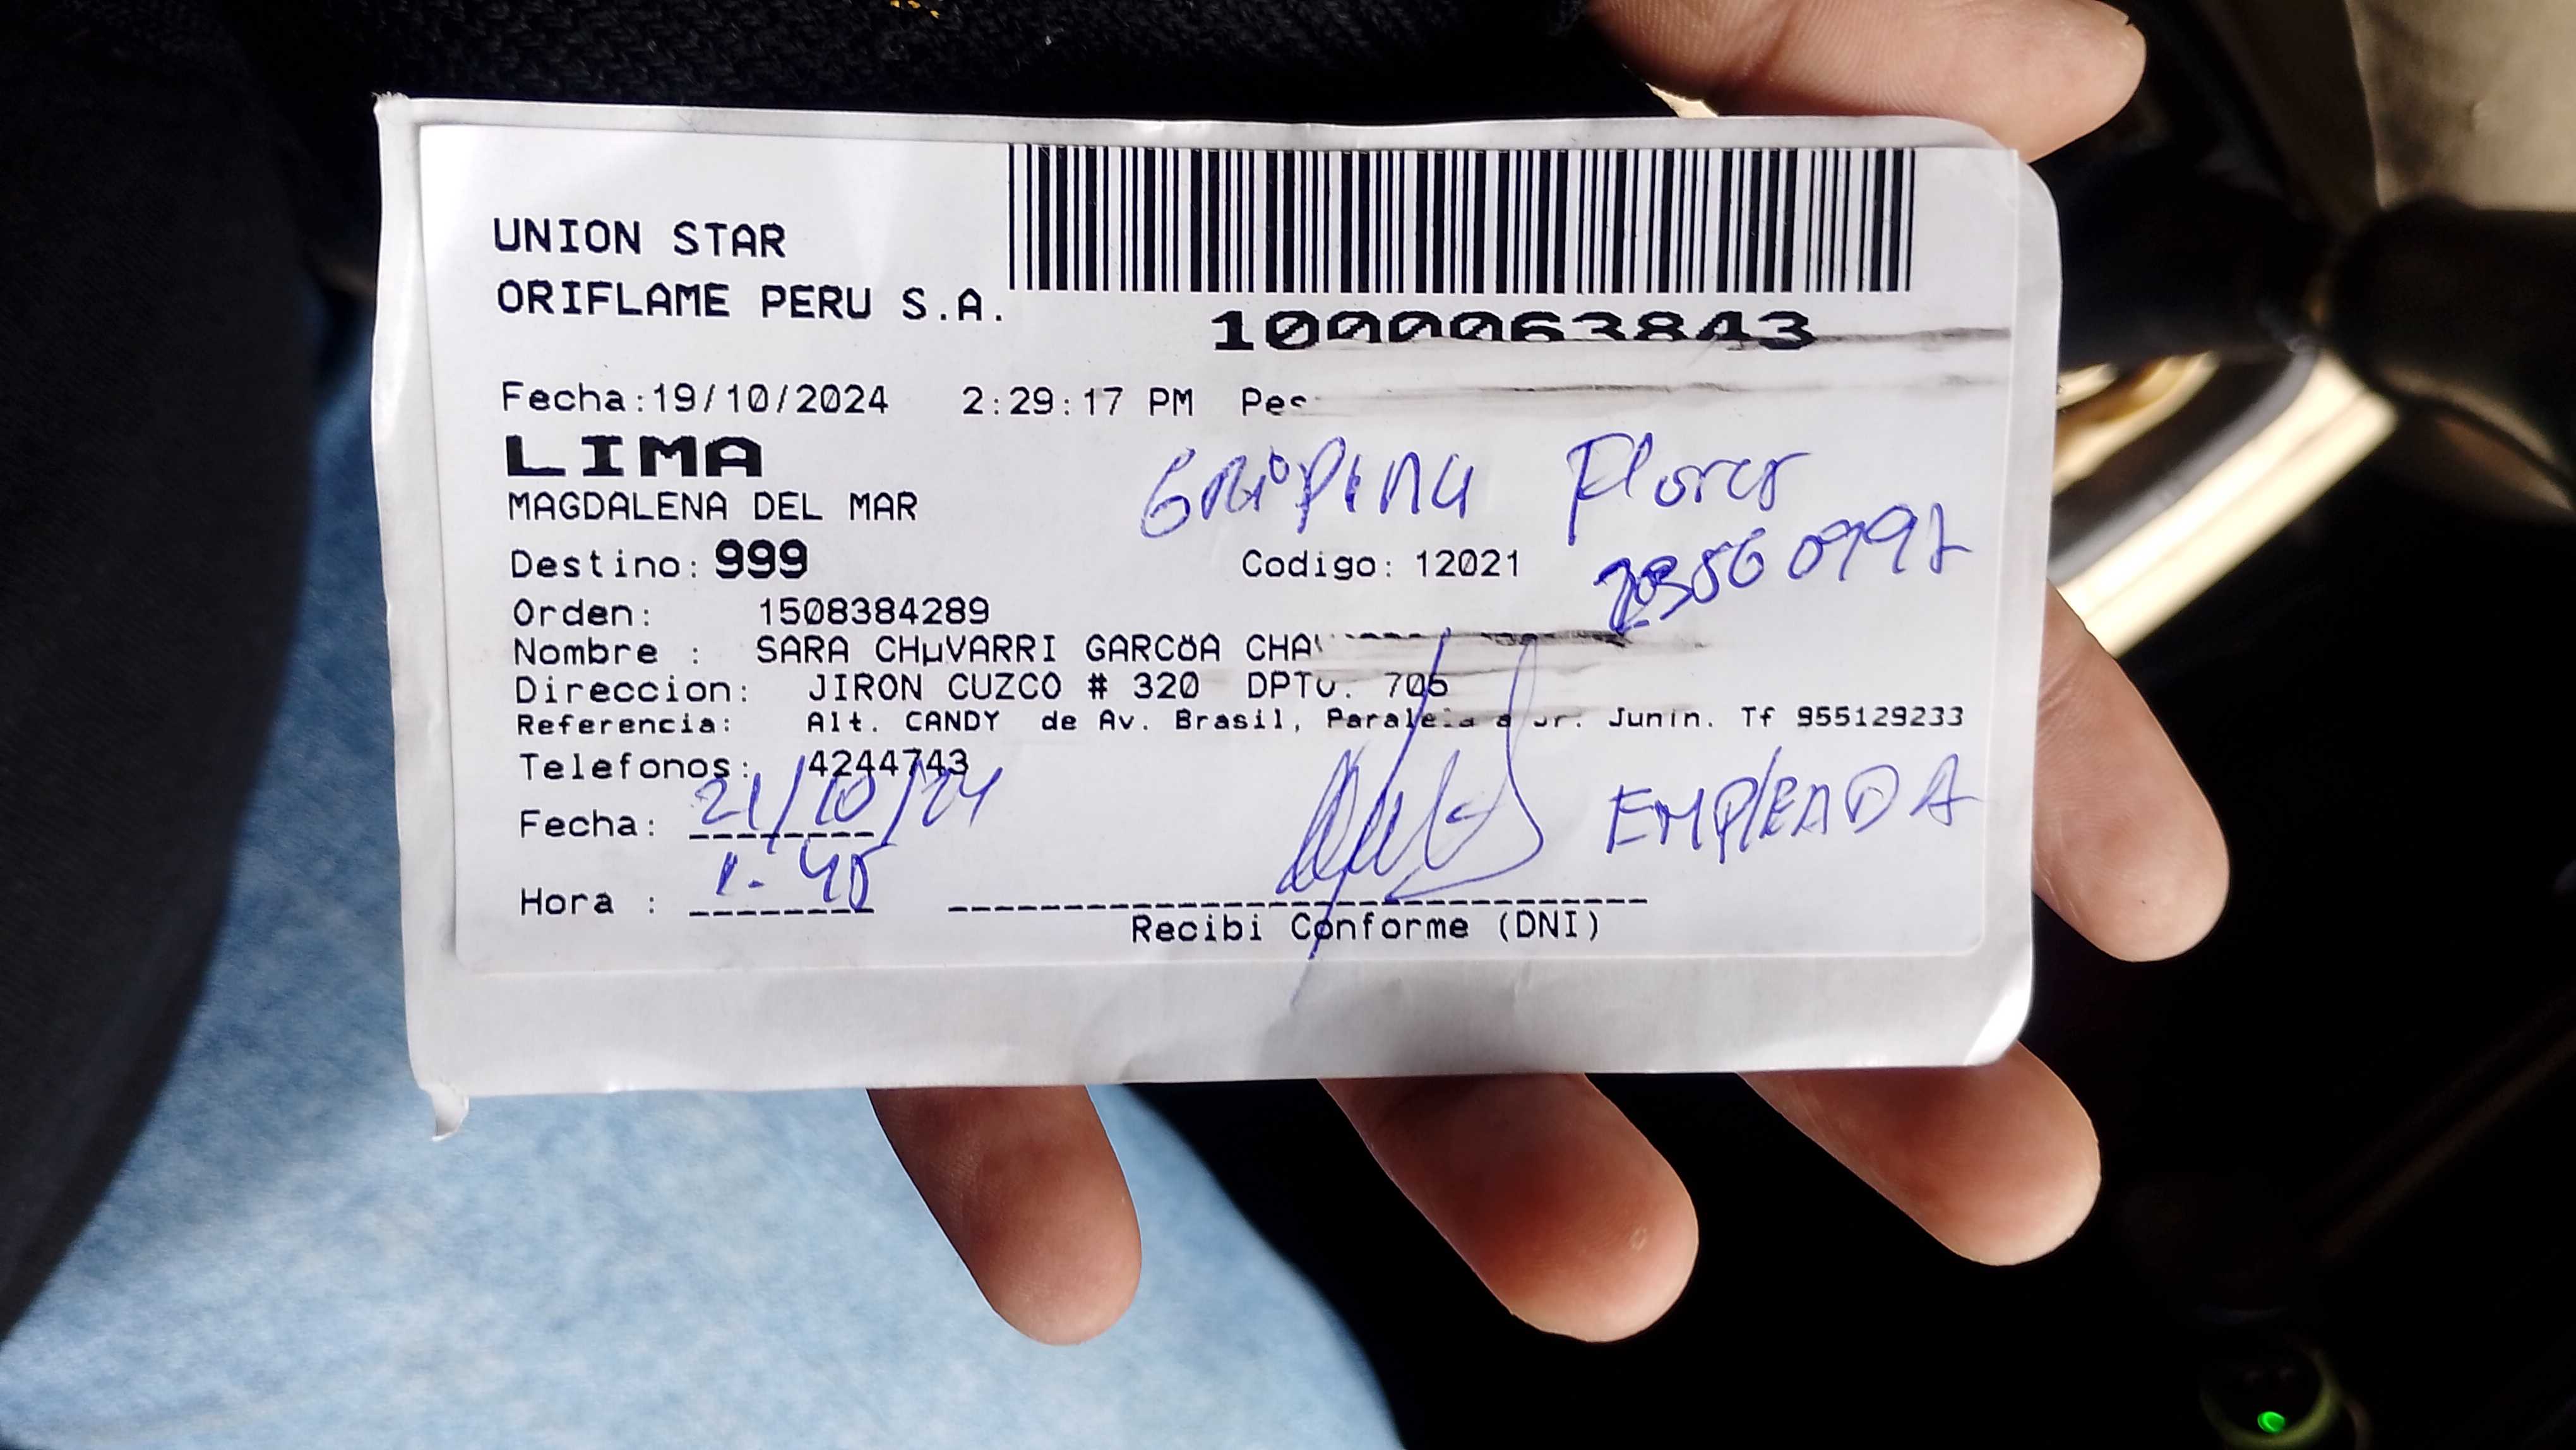 UNION STAR
ORIFLAME PERU S.A.
1000063843
Fecha:19/10/2024 2:29:17 PM
LIMA
MAGDALENA DEL MAR
Flores
Destino: 999 Codigo: 12021
Orden: 1508384289
Nombre : SARA CHµVARRI GARCöA
Direccion: JIRON CUZCO # 320 DPTO. 705
Referencia: Alt. CANDY de Av. Brasil, Paralela a Jr. Junin. Tf 955129233
Telefonos: 4244743
Fecha: 21/10/24
EMPLEADA
Hora : 1.45
Recibi Conforme (DNI)